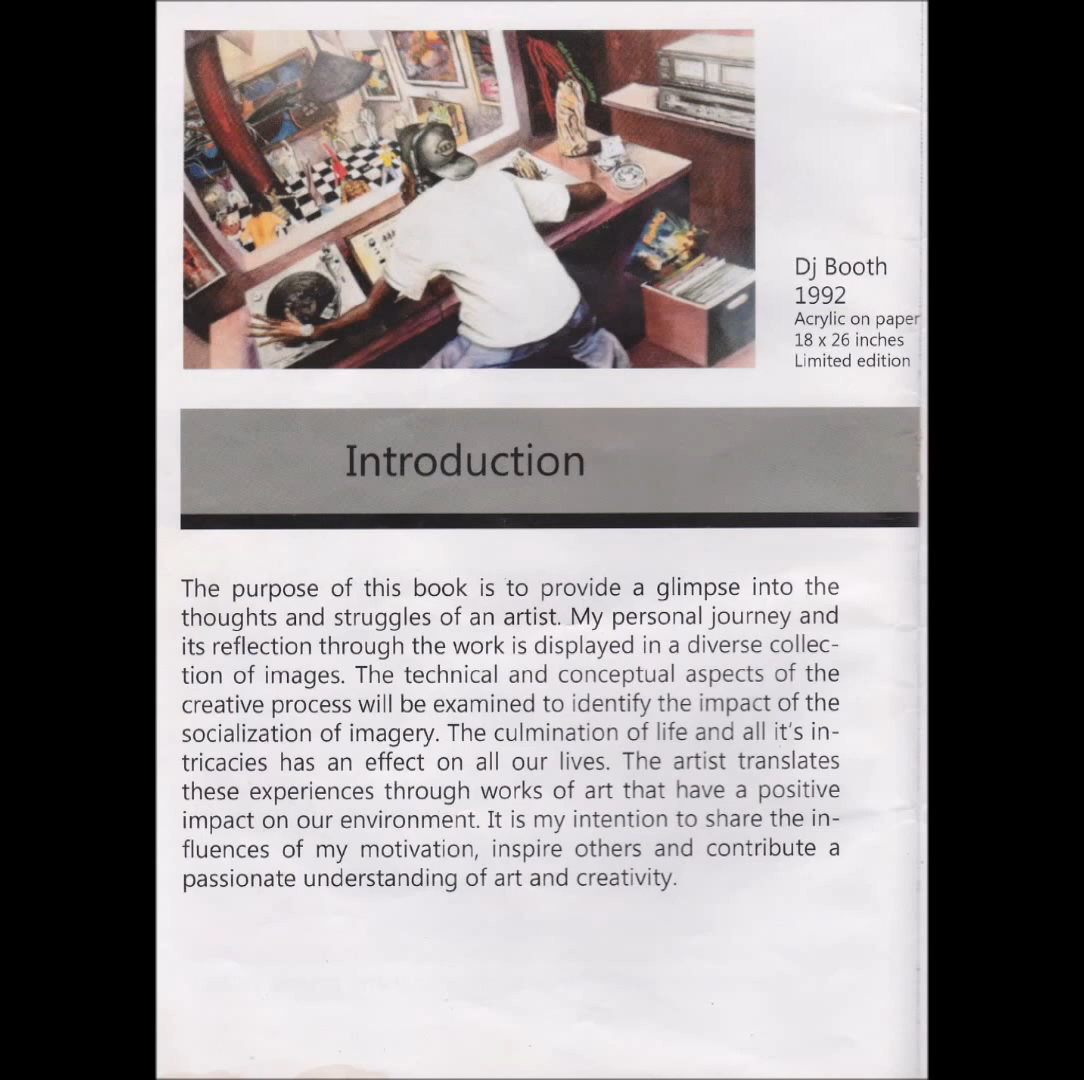 Dj Booth
1992
Acrylic on paper
18 x 26 inches
Limited edition
Introduction
The purpose of this book is to provide a glimpse into the
thoughts and struggles of an artist. My personal journey and
its reflection through the work is displayed in a diverse collec-
tion of images. The technical and conceptual aspects of the
creative process will be examined to identify the impact of the
socialization of imagery. The culmination of life and all it's in-
tricacies has an effect on all our lives. The artist translates
these experiences through works of art that have a positive
impact on our environment. It is my intention to share the in-
fluences of my motivation, inspire others and contribute a
passionate understanding of art and creativity.